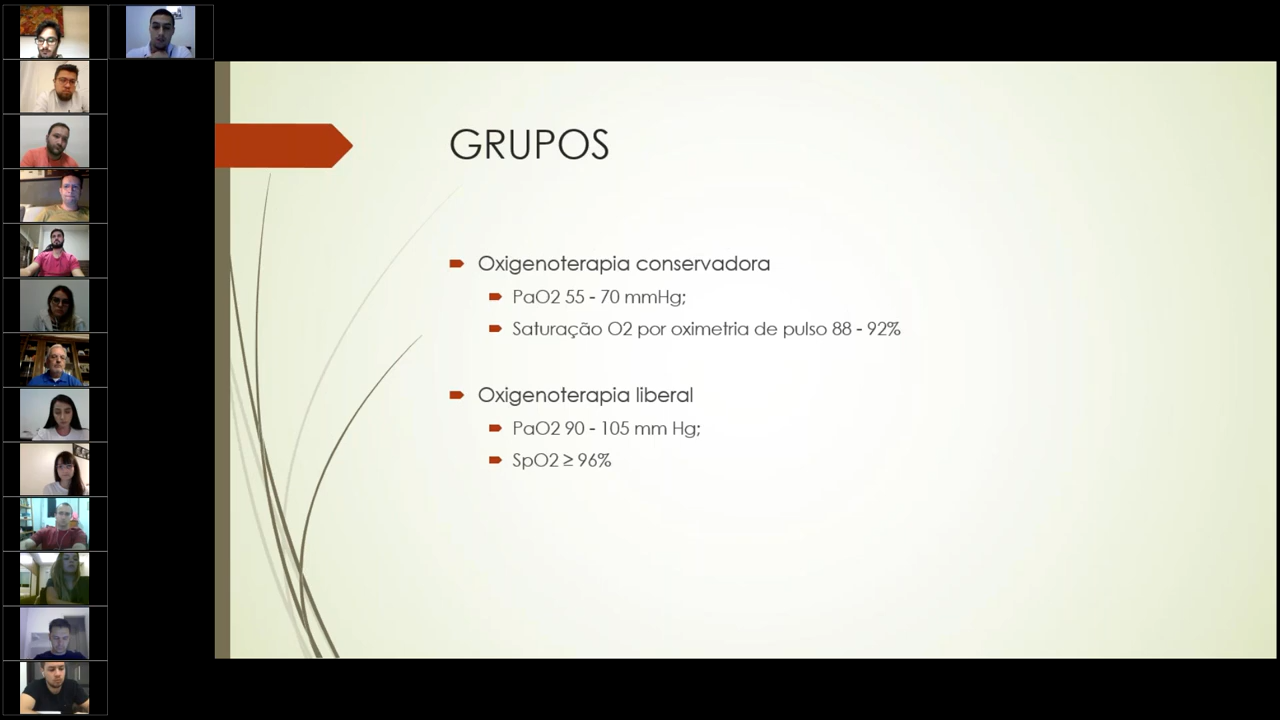 GRUPOS
Oxigenoterapia conservadora
PaO2 55 - 70 mmHg;
Saturação O2 por oximetria de pulso 88 - 92%
Oxigenoterapia liberal
PaO2 90 - 105 mm Hg;
SpO2 ≥ 96%